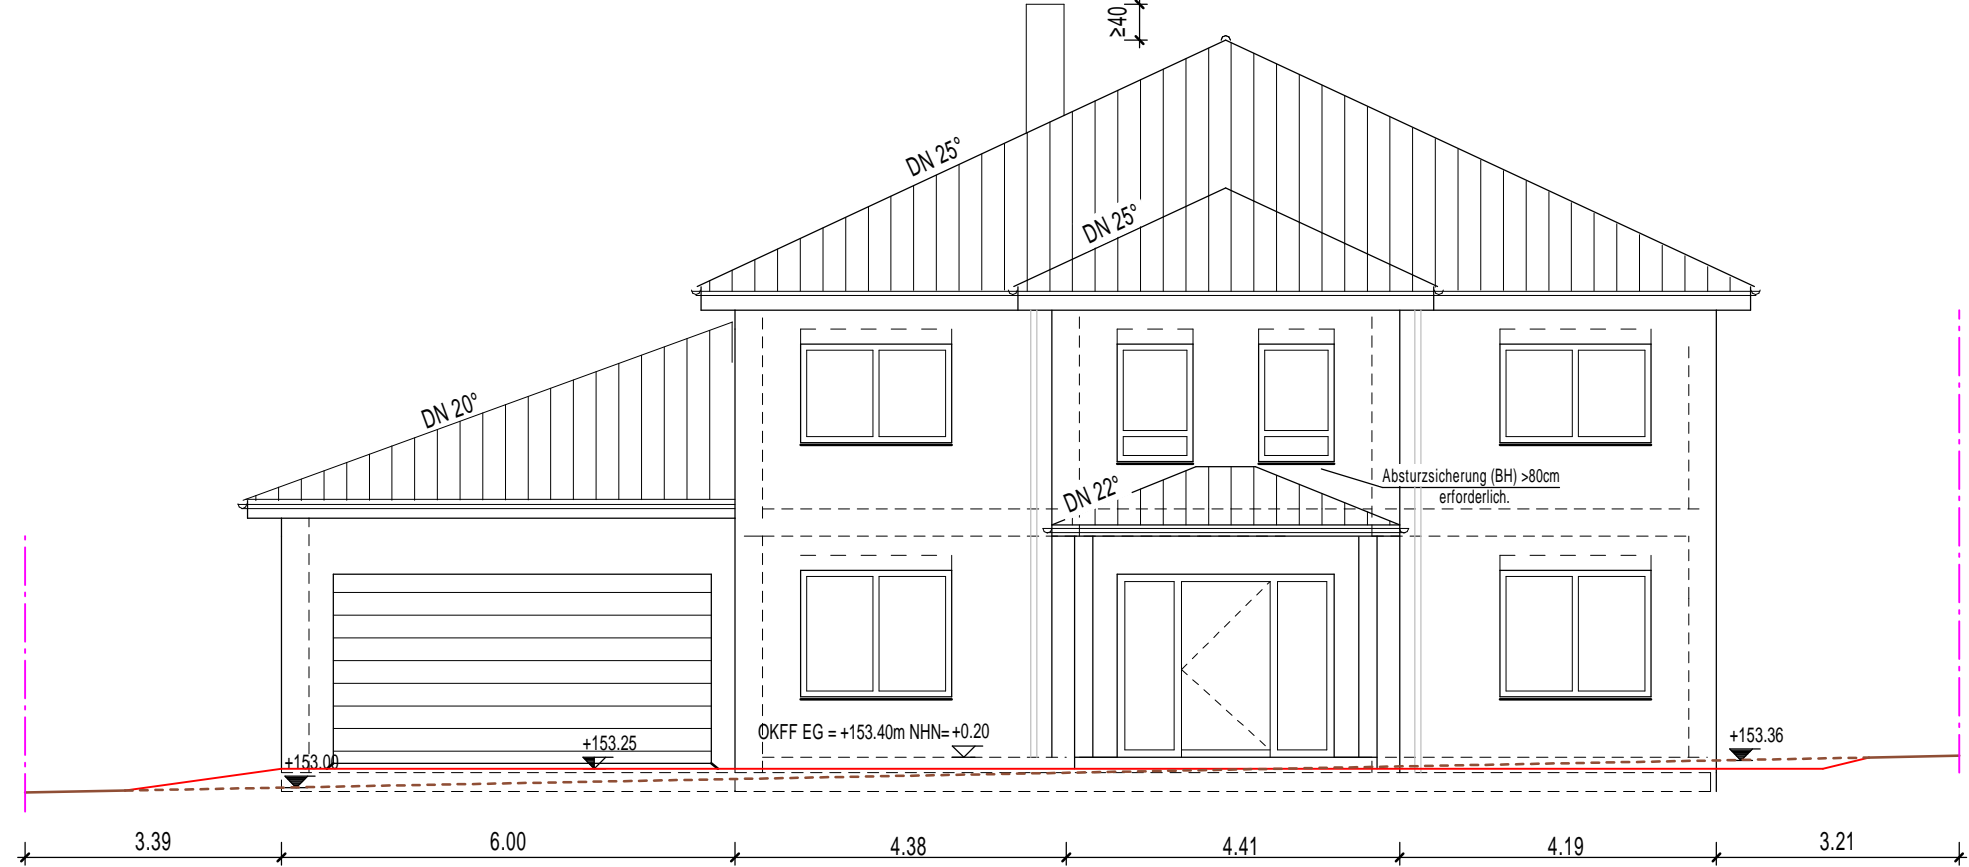 ≥40
DN 25°
DN 25°
DN 20°
DN 22°
Absturzsicherung (BH) >80cm
erforderlich.
OKFF EG = +153.40m NHN= +0.20
+153.25
+153.00
+153.36
3.39
6.00
4.38
4.41
4.19
3.21